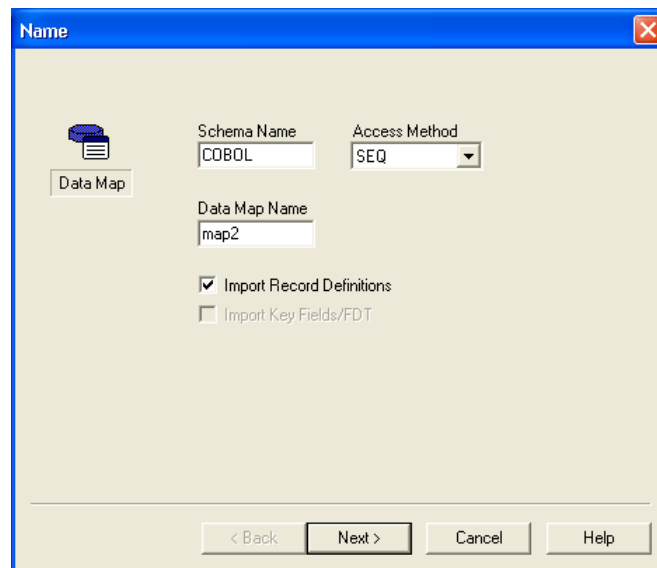 Name
Schema Name Access Method
COBOL SEQ
Data Map
Data Map Name
map2
Import Record Definitions
Import Key Fields/FDT
< Back Next > Cancel Help